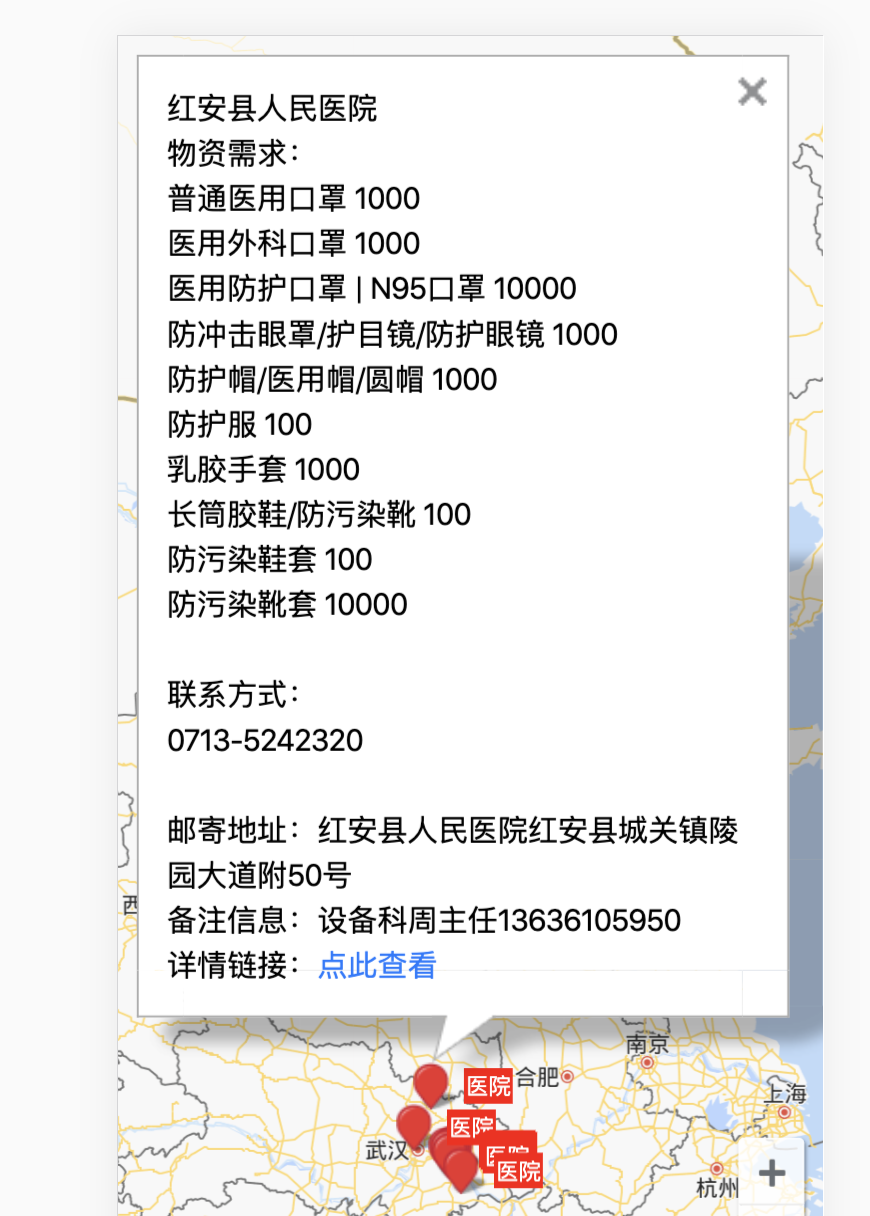 红安县人民医院
物资需求：
普通医用口罩 1000
医用外科口罩 1000
医用防护口罩 | N95口罩 10000
防冲击眼罩/护目镜/防护眼镜 1000
防护帽/医用帽/圆帽 1000
防护服 100
乳胶手套 1000
长筒胶鞋/防污染靴 100
防污染鞋套 100
防污染靴套 10000
联系方式：
0713-5242320
邮寄地址：红安县人民医院红安县城关镇陵
园大道附50号
备注信息：设备科周主任13636105950
详情链接：点此查看
西
南京
合肥
医院
上海
医院
武汉
医院
医院
杭州
+